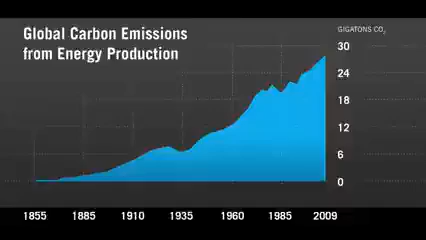 Global Carbon Emissions
from Energy Production
GIGATONS CO2
30
24
18
12
6
0
1855 1885 1910 1935 1960 1985 2009